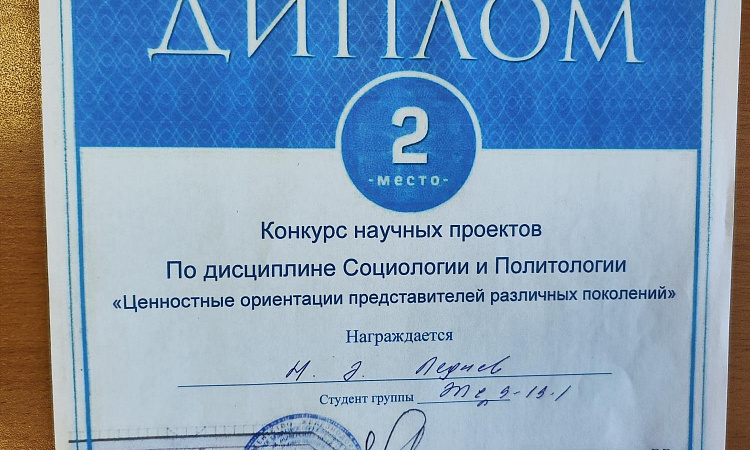 ДИПЛОМ
2
-место-
Конкурс научных проектов
По дисциплине Социологии и Политологии
«Ценностные ориентации представителей различных поколений»
Награждается
Н. Э.
Студент группы